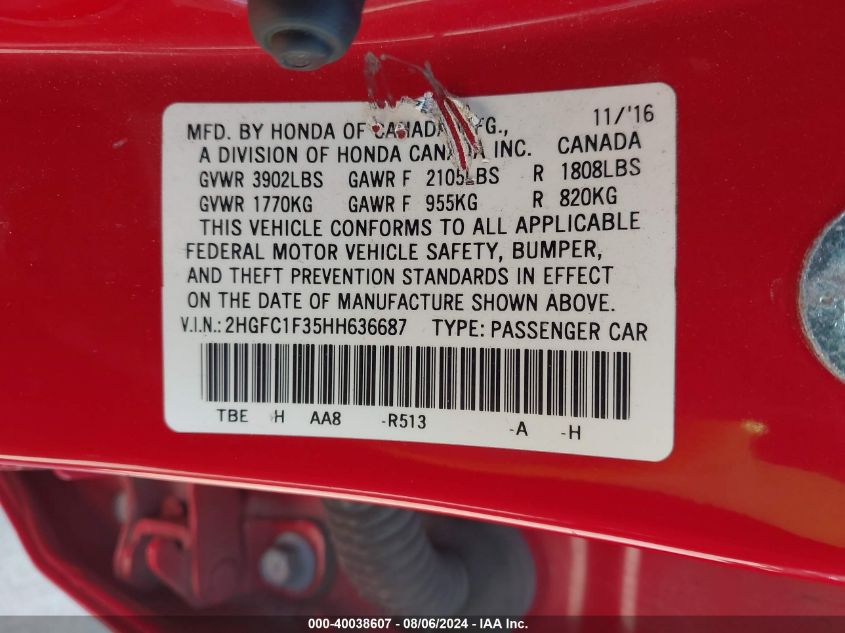 MFD. BY HONDA OF CANADA MFG., 11/'16
A DIVISION OF HONDA CANADA INC. CANADA
GVWR 3902LBS GAWR F 2105LBS R 1808LBS
GVWR 1770KG GAWR F 955KG R 820KG
THIS VEHICLE CONFORMS TO ALL APPLICABLE
FEDERAL MOTOR VEHICLE SAFETY, BUMPER,
AND THEFT PREVENTION STANDARDS IN EFFECT
ON THE DATE OF MANUFACTURE SHOWN ABOVE.
V.I.N.: 2HGFC1F35HH636687 TYPE: PASSENGER CAR
TBE H AA8 -R513 -A -H
000-40038607 - 08/06/2024 - IAA Inc.